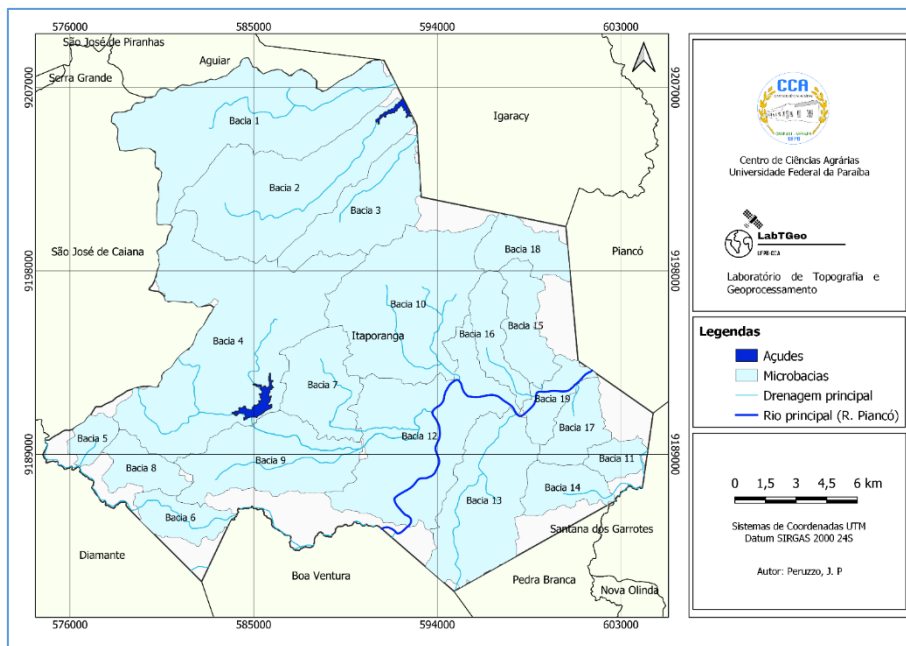 576000
585000
594000
603000
São José de Piranhas
Aguiar
Serra Grande
9207000
9207000
Igaracy
Bacia 1
Bacia 2
Bacia 3
São José de Caiana
Piancó
Bacia 18
9198000
9198000
Bacia 10
Bacia 4
Itaporanga
Bacia 16
Bacia 15
Bacia 7
Bacia 19
Bacia 5
Bacia 12
Bacia 17
9189000
9189000
Bacia 8
Bacia 9
Bacia 11
Bacia 13
Bacia 14
Bacia 6
Santana dos Garrotes
Diamante
Boa Ventura
Pedra Branca
Nova Olinda
576000
585000
594000
603000
CCA
Centro de Ciências Agrárias
Universidade Federal da Paraíba
LabTGeo
UFPB-CCA
Laboratório de Topografia e
Geoprocessamento
Legendas
Açudes
Microbacias
Drenagem principal
Rio principal (R. Piancó)
0 1,5 3 4,5 6 km
Sistemas de Coordenadas UTM
Datum SIRGAS 2000 24S
Autor: Peruzzo, J. P